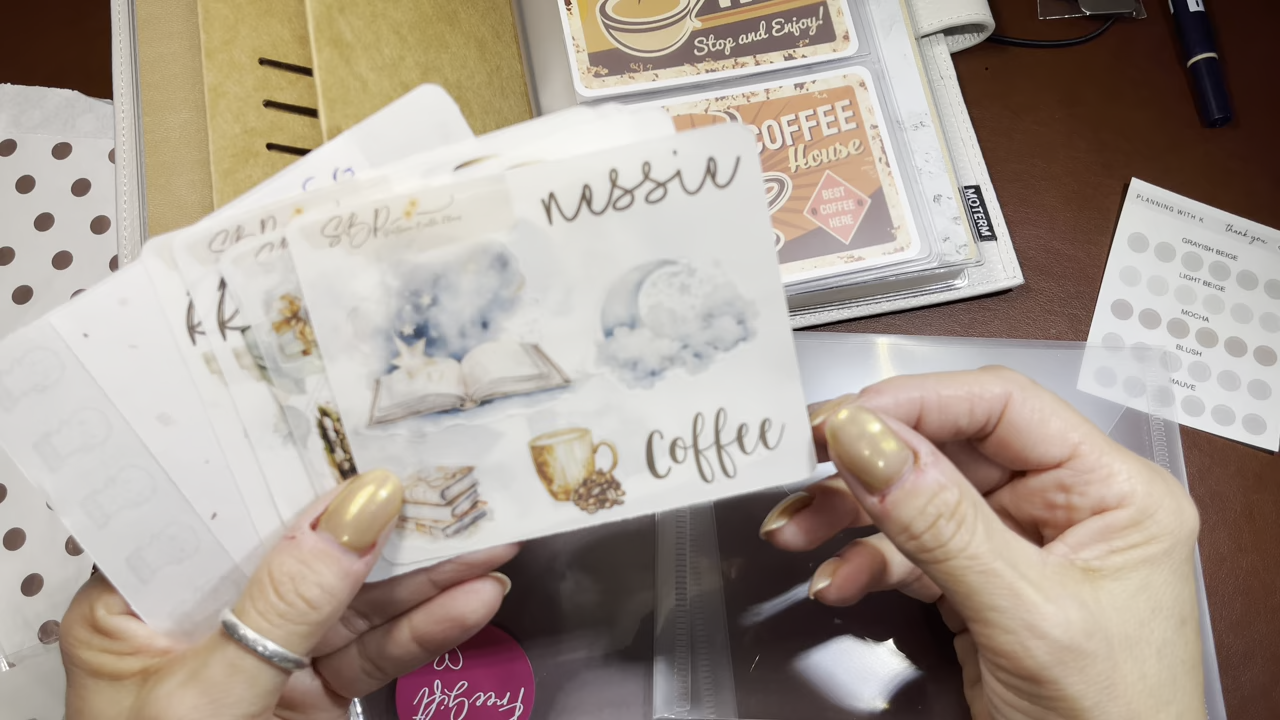 Stop and Enjoy!
COFFEE
House
BEST
COFFEE
HERE
MOTERM
nessie
SBP
coffee
PLANNING WITH K
thank you
GRAYISH BEIGE
LIGHT BEIGE
MOCHA
BLUSH
MAUVE
Free Gift